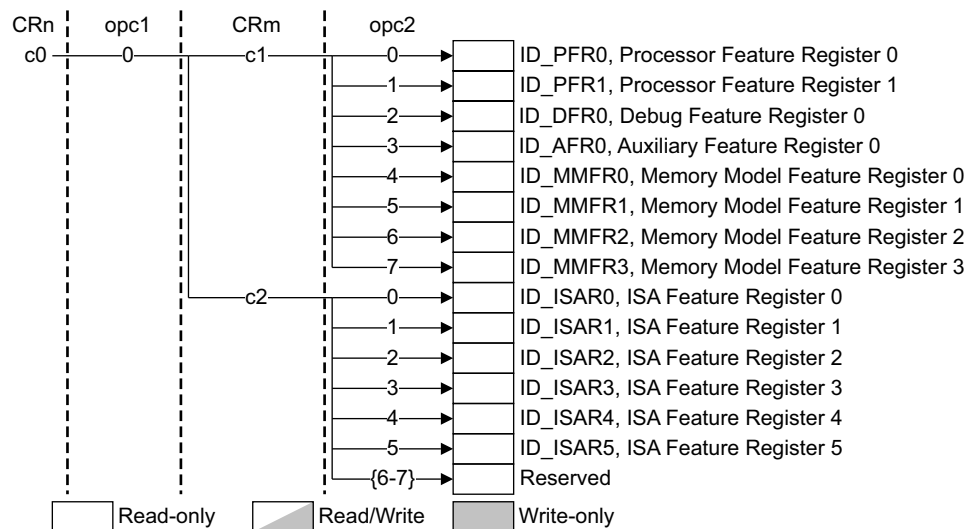 CRn opc1 CRm opc2
c0 0 c1 0 ID_PFR0, Processor Feature Register 0
1 ID_PFR1, Processor Feature Register 1
2 ID_DFR0, Debug Feature Register 0
3 ID_AFR0, Auxiliary Feature Register 0
4 ID_MMFR0, Memory Model Feature Register 0
5 ID_MMFR1, Memory Model Feature Register 1
6 ID_MMFR2, Memory Model Feature Register 2
7 ID_MMFR3, Memory Model Feature Register 3
c2 0 ID_ISAR0, ISA Feature Register 0
1 ID_ISAR1, ISA Feature Register 1
2 ID_ISAR2, ISA Feature Register 2
3 ID_ISAR3, ISA Feature Register 3
4 ID_ISAR4, ISA Feature Register 4
5 ID_ISAR5, ISA Feature Register 5
{6-7} Reserved
Read-only Read/Write Write-only